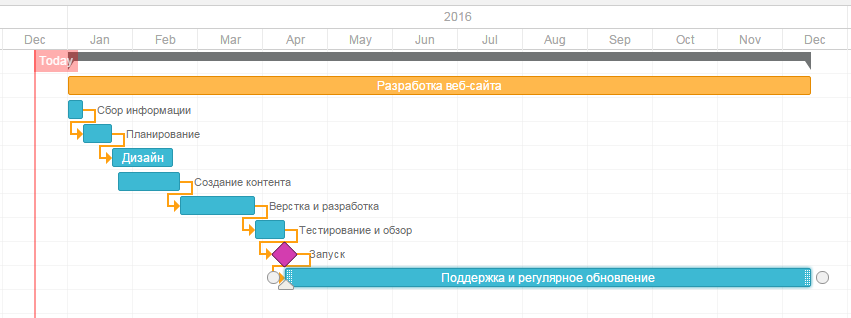 2016
Dec Jan Feb Mar Apr May Jun Jul Aug Sep Oct Nov Dec
Today
Разработка веб-сайта
Сбор информации
Планирование
Дизайн
Создание контента
Верстка и разработка
Тестирование и обзор
Запуск
Поддержка и регулярное обновление